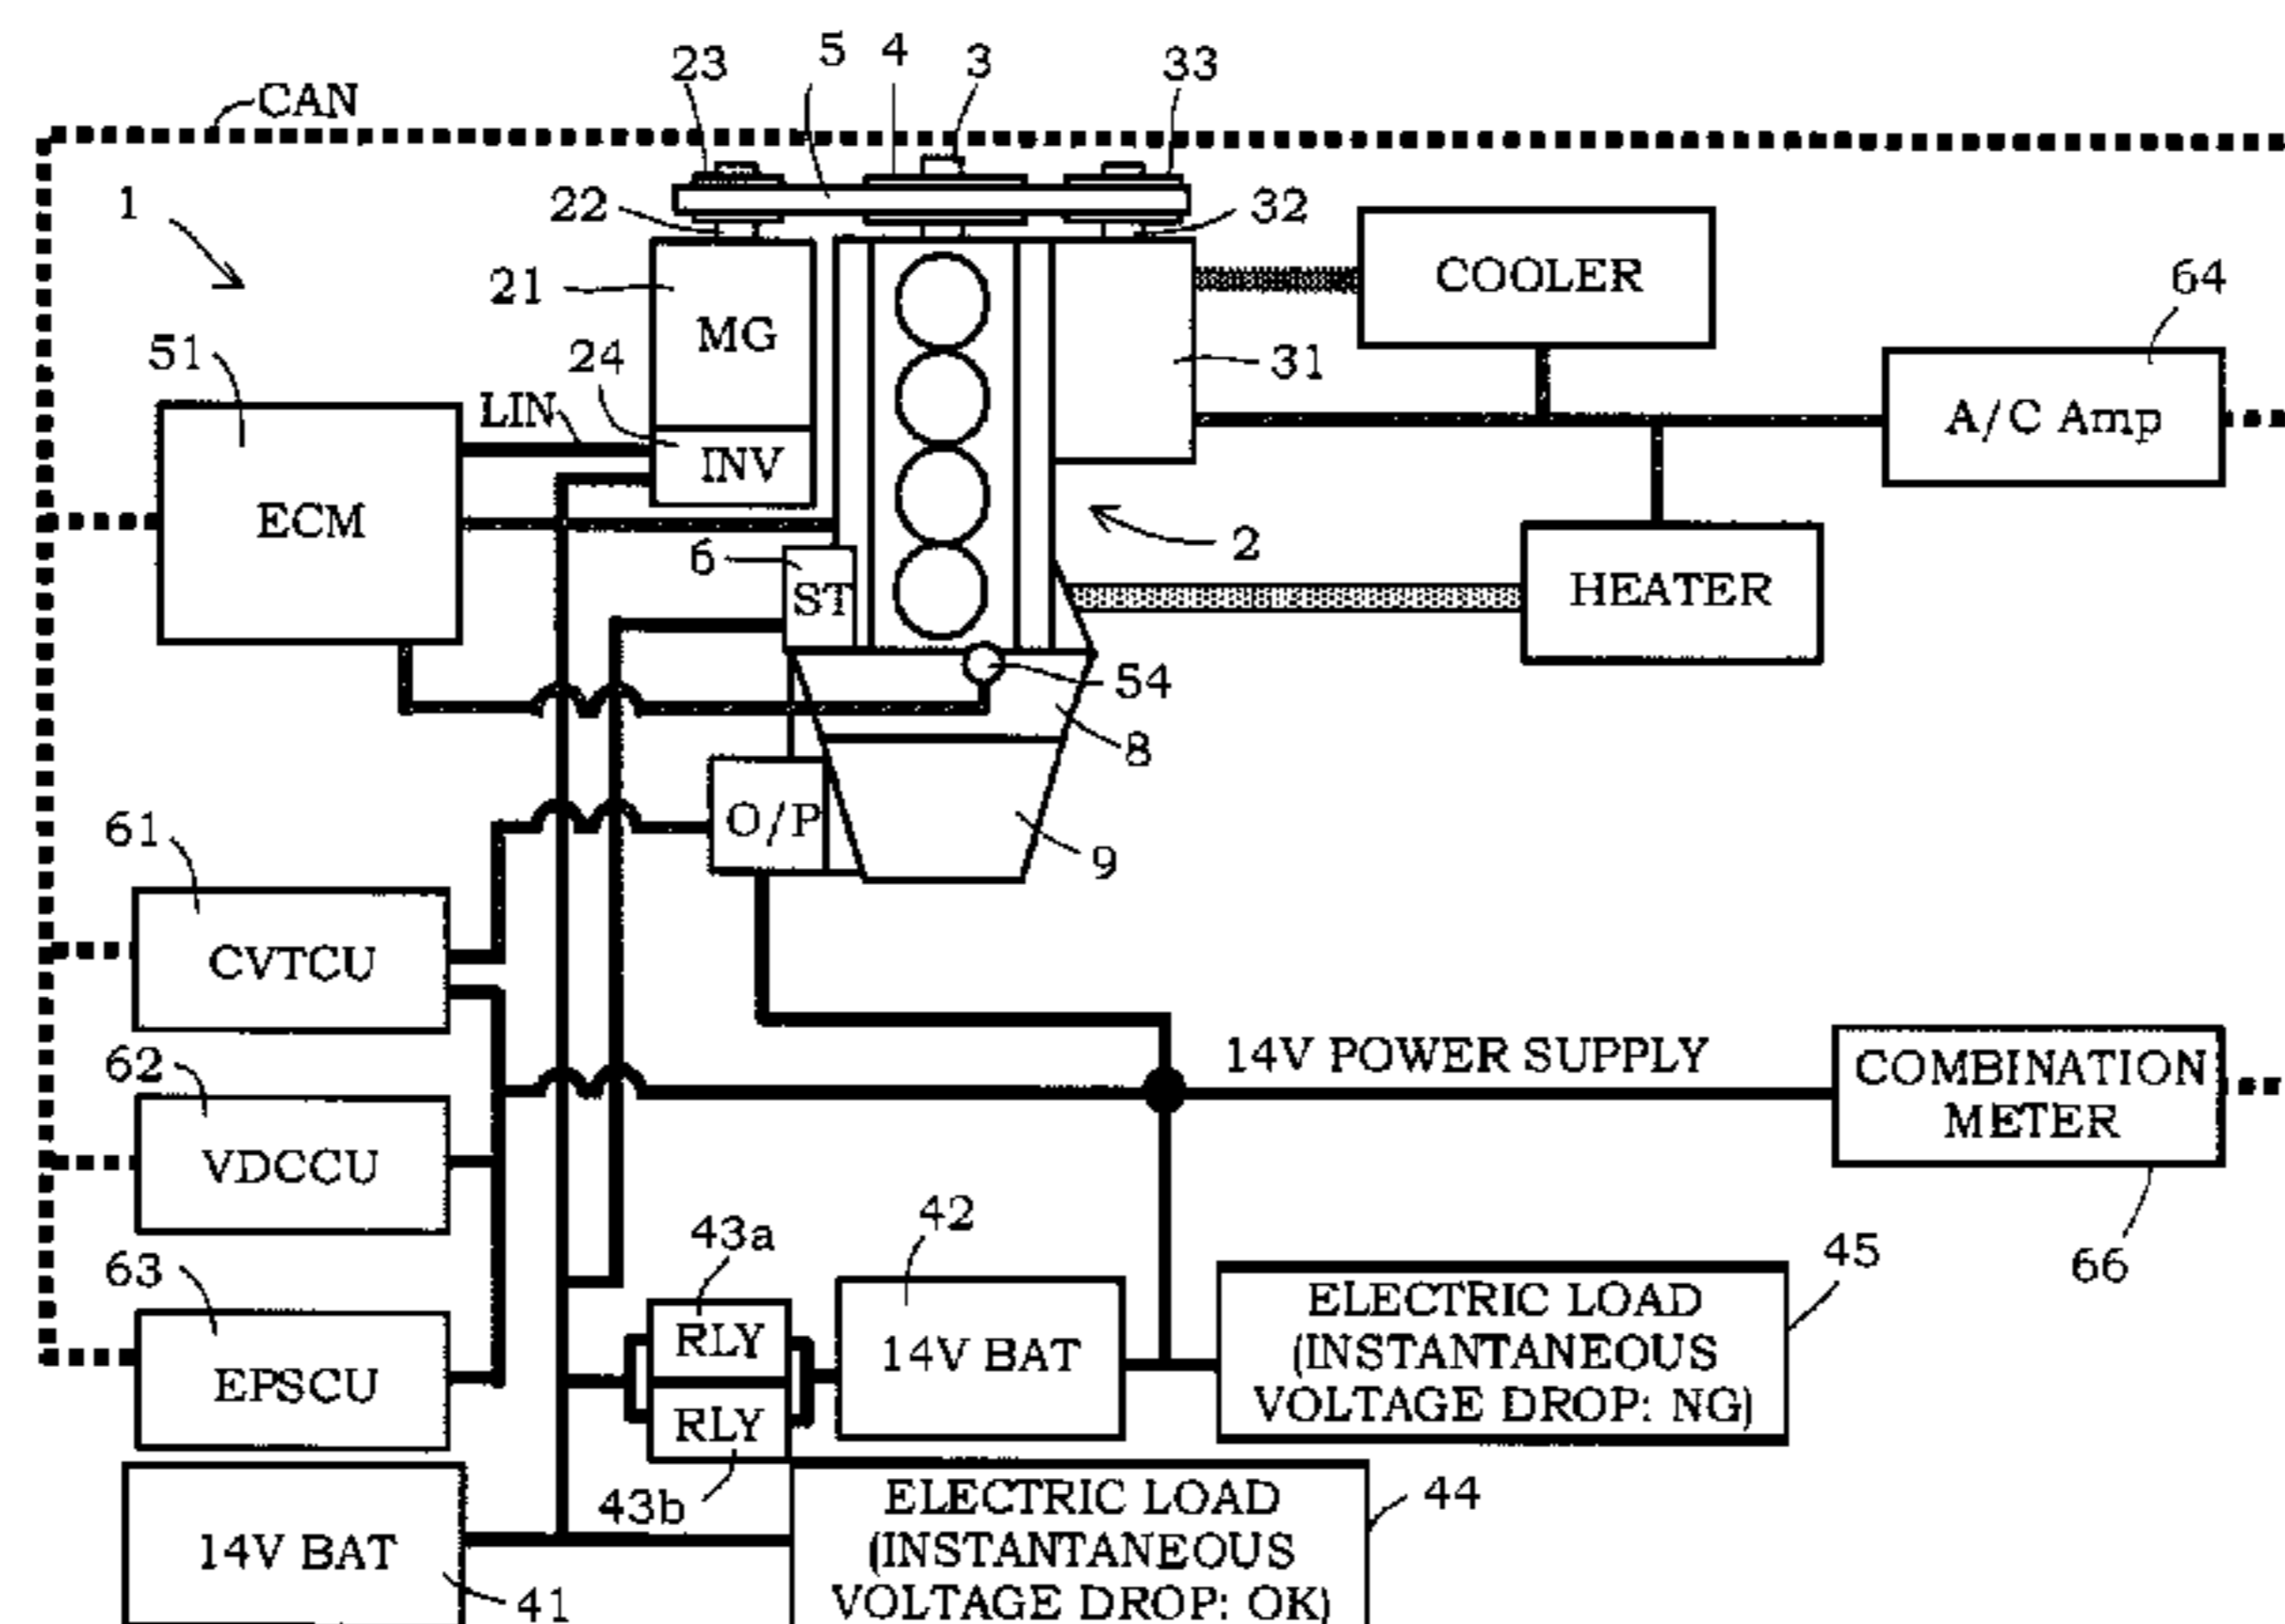 23
5
4
3
33
CAN
1
22
32
21
MG
COOLER
64
51
24
31
LIN
A/C Amp
INV
ECM
6
2
ST
HEATER
54
8
O/P
61
9
CVTCU
62
14V POWER SUPPLY
COMBINATION
METER
VDCCU
42
43a
45
63
66
RLY
14V BAT
ELECTRIC LOAD
(INSTANTANEOUS
VOLTAGE DROP: NG)
EPSCU
RLY
43b
44
14V BAT
ELECTRIC LOAD
(INSTANTANEOUS
VOLTAGE DROP: OK)
41